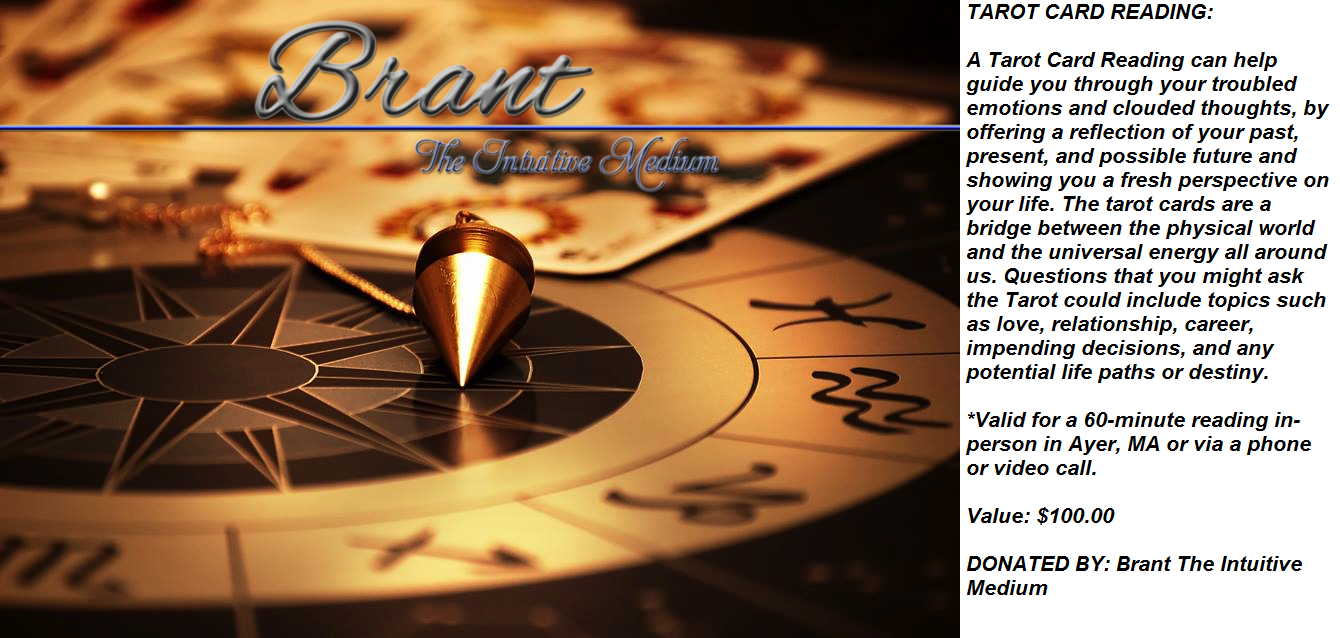 Brant
The Intuitive Medium
TAROT CARD READING:
A Tarot Card Reading can help
guide you through your troubled
emotions and clouded thoughts, by
offering a reflection of your past,
present, and possible future and
showing you a fresh perspective on
your life. The tarot cards are a
bridge between the physical world
and the universal energy all around
us. Questions that you might ask
the Tarot could include topics such
as love, relationship, career,
impending decisions, and any
potential life paths or destiny.
*Valid for a 60-minute reading in-
person in Ayer, MA or via a phone
or video call.
Value: $100.00
DONATED BY: Brant The Intuitive
Medium